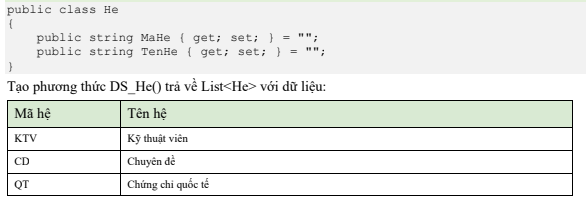 public class He
{
    public string MaHe { get; set; } = "";
    public string TenHe { get; set; } = "";
}
Tạo phương thức DS_He() trả về List<He> với dữ liệu:
Mã hệ Tên hệ
KTV Kỹ thuật viên
CD Chuyên đề
QT Chứng chỉ quốc tế